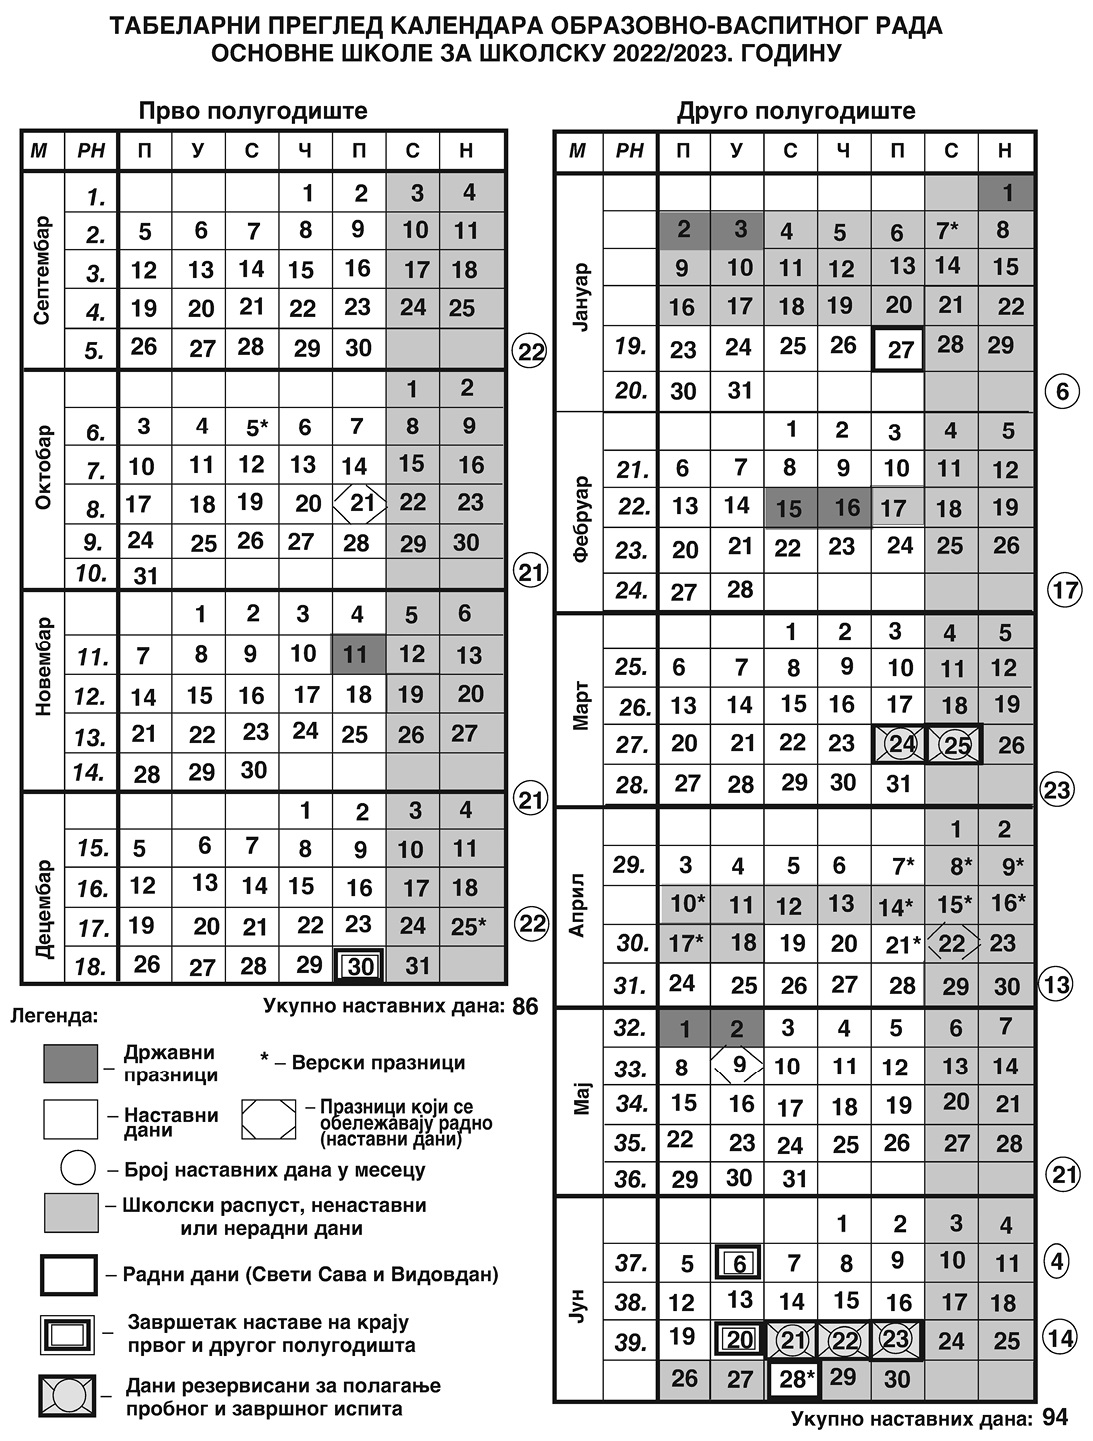 ТАБЕЛАРНИ ПРЕГЛЕД КАЛЕНДАРА ОБРАЗОВНО-ВАСПИТНОГ РАДА
ОСНОВНЕ ШКОЛЕ ЗА ШКОЛСКУ 2022/2023. ГОДИНУ
Прво полугодиште
М РН П У С Ч П С Н
Септембар
1. 1 2 3 4
2. 5 6 7 8 9 10 11
3. 12 13 14 15 16 17 18
4. 19 20 21 22 23 24 25
5. 26 27 28 29 30
22
Октобар
1 2
6. 3 4 5* 6 7 8 9
7. 10 11 12 13 14 15 16
8. 17 18 19 20 21 22 23
9. 24 25 26 27 28 29 30
10. 31
21
Новембар
1 2 3 4 5 6
11. 7 8 9 10 11 12 13
12. 14 15 16 17 18 19 20
13. 21 22 23 24 25 26 27
14. 28 29 30
21
Децембар
1 2 3 4
15. 5 6 7 8 9 10 11
16. 12 13 14 15 16 17 18
17. 19 20 21 22 23 24 25*
22
18. 26 27 28 29 30 31
Укупно наставних дана: 86
Легенда:
– Државни
празници
* – Верски празници
– Наставни
дани
– Празници који се
обележавају радно
(наставни дани)
– Број наставних дана у месецу
– Школски распуст, ненаставни
или нерадни дани
– Радни дани (Свети Сава и Видовдан)
– Завршетак наставе на крају
првог и другог полугодишта
– Дани резервисани за полагање
пробног и завршног испита
Друго полугодиште
М РН П У С Ч П С Н
Јануар
1
2 3 4 5 6 7* 8
9 10 11 12 13 14 15
16 17 18 19 20 21 22
19. 23 24 25 26 27 28 29
20. 30 31
6
Фебруар
1 2 3 4 5
21. 6 7 8 9 10 11 12
22. 13 14 15 16 17 18 19
23. 20 21 22 23 24 25 26
24. 27 28
17
Март
1 2 3 4 5
25. 6 7 8 9 10 11 12
26. 13 14 15 16 17 18 19
27. 20 21 22 23 24 25 26
28. 27 28 29 30 31
23
Април
1 2
29. 3 4 5 6 7* 8* 9*
10* 11 12 13 14* 15* 16*
30. 17* 18 19 20 21* 22 23
31. 24 25 26 27 28 29 30
13
Мај
32. 1 2 3 4 5 6 7
33. 8 9 10 11 12 13 14
34. 15 16 17 18 19 20 21
35. 22 23 24 25 26 27 28
36. 29 30 31
21
Јун
1 2 3 4
37. 5 6 7 8 9 10 11
4
38. 12 13 14 15 16 17 18
39. 19 20 21 22 23 24 25
14
26 27 28* 29 30
Укупно наставних дана: 94